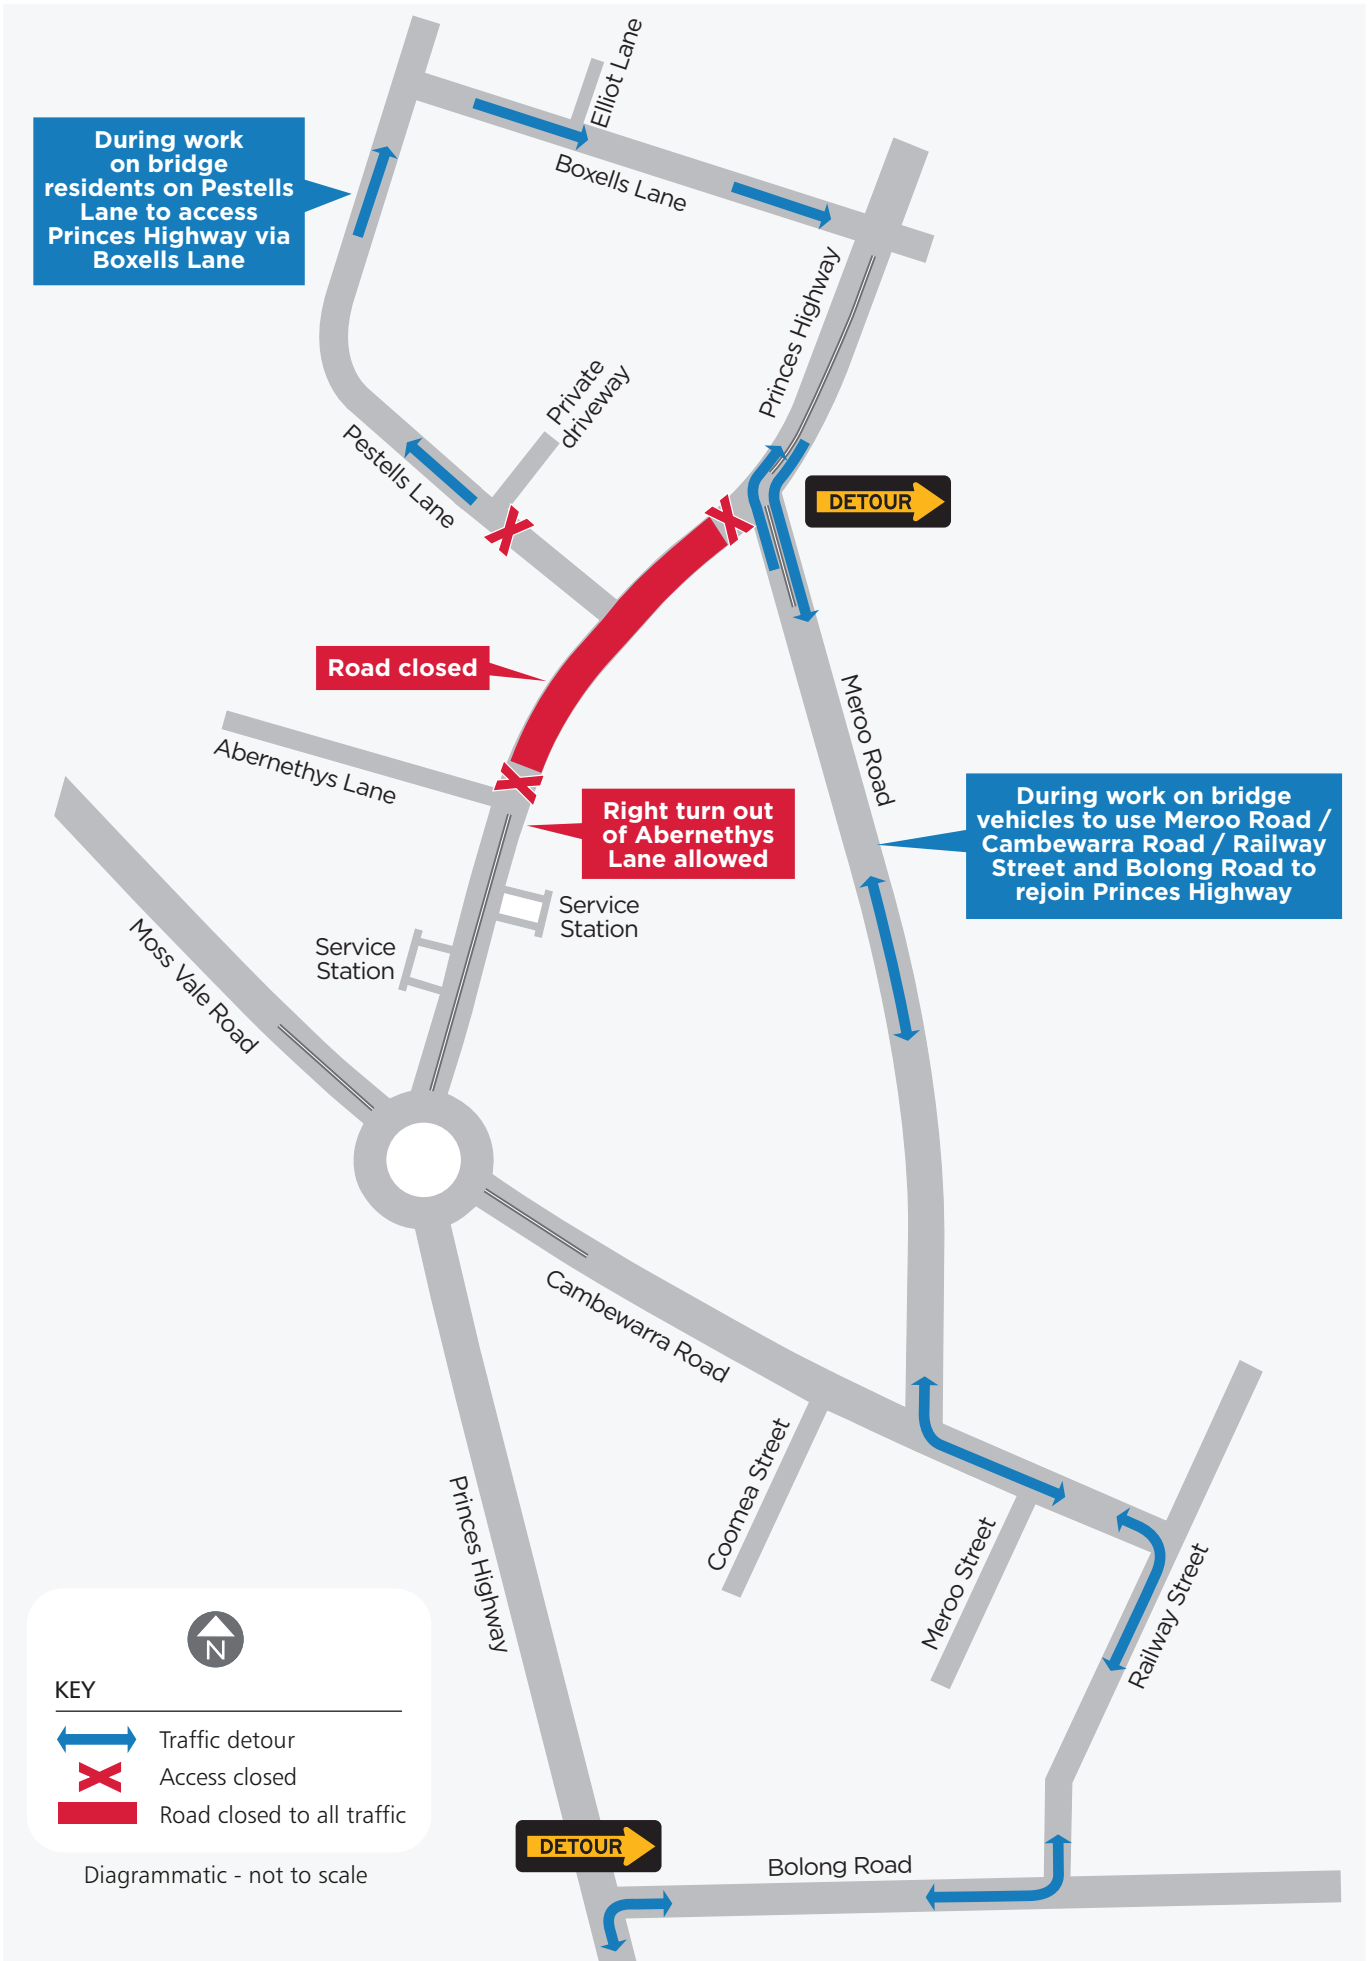 Elliot Lane
During work
on bridge
residents on Pestells
Lane to access
Princes Highway via
Boxells Lane
Boxells Lane
Princes Highway
Private
driveway
Pestells Lane
DETOUR
Road closed
Meroo Road
Abernethys Lane
During work on bridge
vehicles to use Meroo Road /
Cambewarra Road / Railway
Street and Bolong Road to
rejoin Princes Highway
Right turn out
of Abernethys
Lane allowed
Service
Station
Service
Station
Moss Vale Road
Cambewarra Road
Coomea Street
Princes Highway
Meroo Street
Railway Street
N
KEY
Traffic detour
Access closed
Road closed to all traffic
Diagrammatic - not to scale
DETOUR
Bolong Road